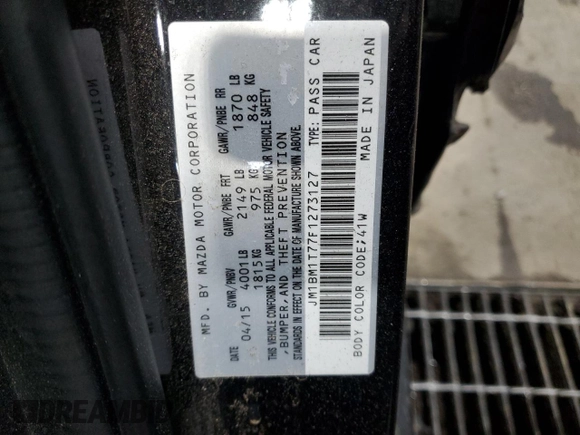 MFD. BY MAZDA MOTOR CORPORATION
DATE GVWR/PNBV GAWR/PNBE FRT GAWR/PNBE RR
04/15 4001LB 2149 LB 1870 LB
1815KG 975 KG 848 KG
THIS VEHICLE CONFORMS TO ALL APPLICABLE FEDERAL MOTOR VEHICLE SAFETY
,BUMPER,AND THEFT PREVENTION
STANDARDS IN EFFECT ON THE DATE OF MANUFACTURE SHOWN ABOVE.
JM1BM1T77F1273127 TYPE: PASS CAR
BODY COLOR CODE;41W MADE IN JAPAN
DREAMBID